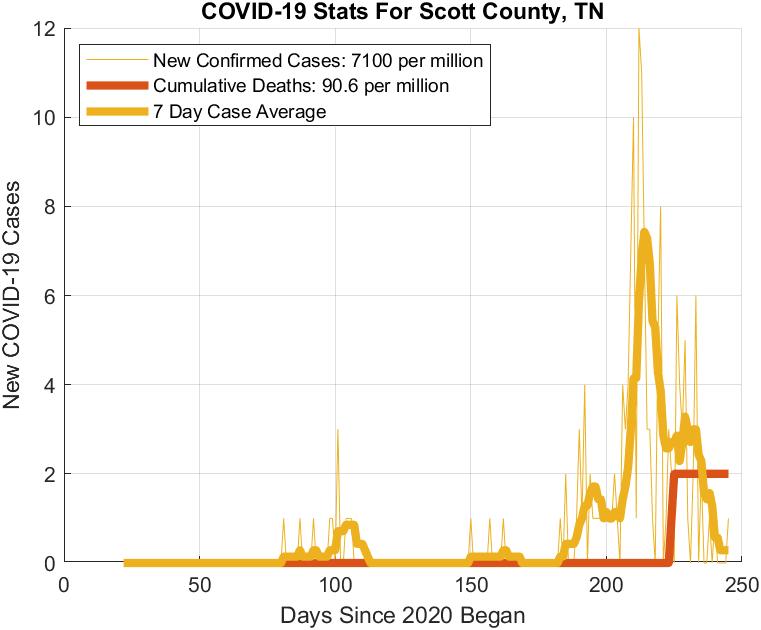 COVID-19 Stats For Scott County, TN
New Confirmed Cases: 7100 per million
Cumulative Deaths: 90.6 per million
7 Day Case Average
New COVID-19 Cases
12
10
8
6
4
2
0
0 50 100 150 200 250
Days Since 2020 Began